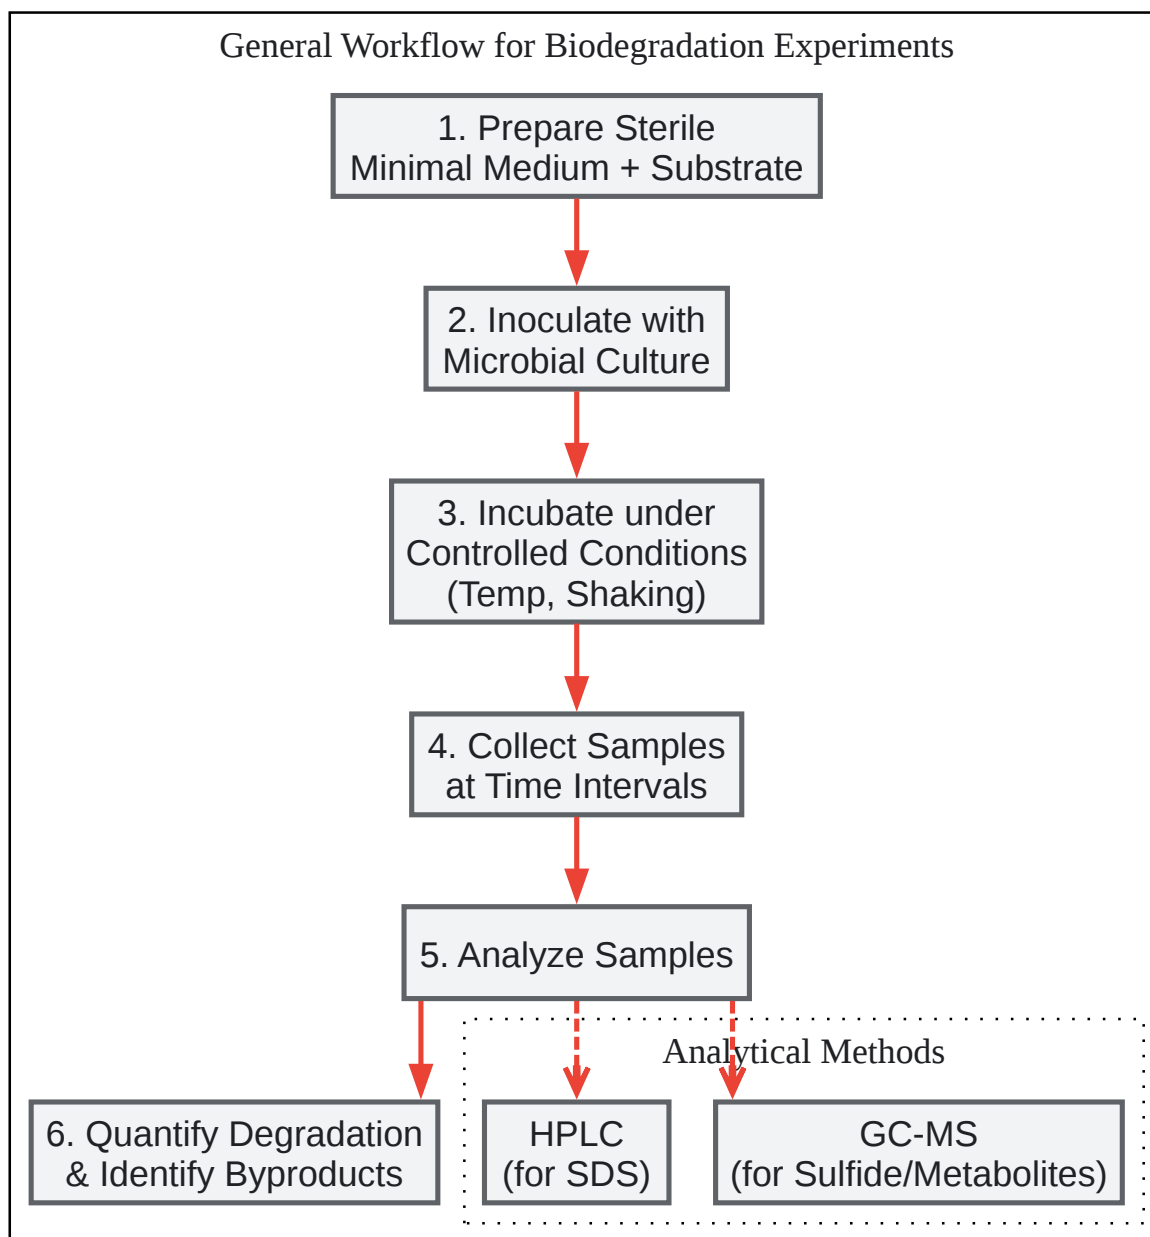 General Workflow for Biodegradation Experiments
1. Prepare Sterile
Minimal Medium + Substrate
2. Inoculate with
Microbial Culture
3. Incubate under
Controlled Conditions
(Temp, Shaking)
4. Collect Samples
at Time Intervals
5. Analyze Samples
Analytical Methods
6. Quantify Degradation
& Identify Byproducts
HPLC
(for SDS)
GC-MS
(for Sulfide/Metabolites)